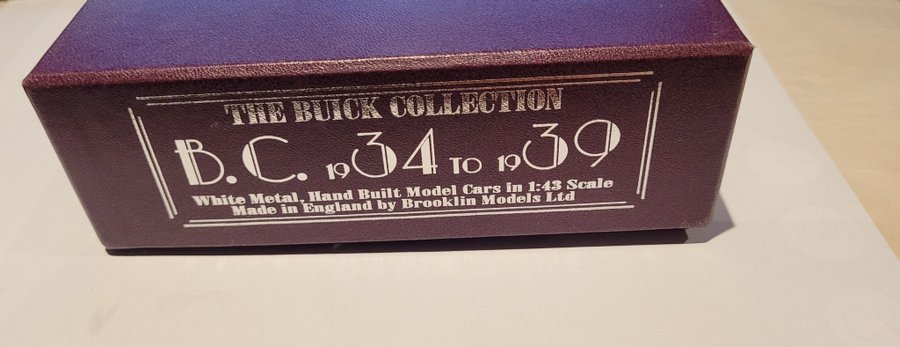 THE BUICK COLLECTION
B.C. 1934 TO 1939
White Metal, Hand Built Model Cars in 1:43 Scale
Made in England by Brooklin Models Ltd